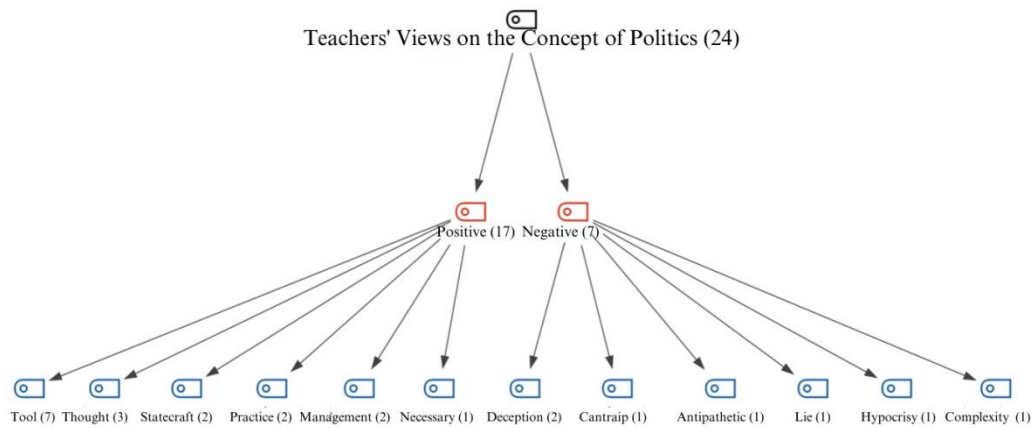 Teachers' Views on the Concept of Politics (24)
Positive (17) Negative (7)
Tool (7) Thought (3) Statecraft (2) Practice (2) Management (2) Necessary (1) Deception (2) Cantraip (1) Antipathetic (1) Lie (1) Hypocrisy (1) Complexity (1)